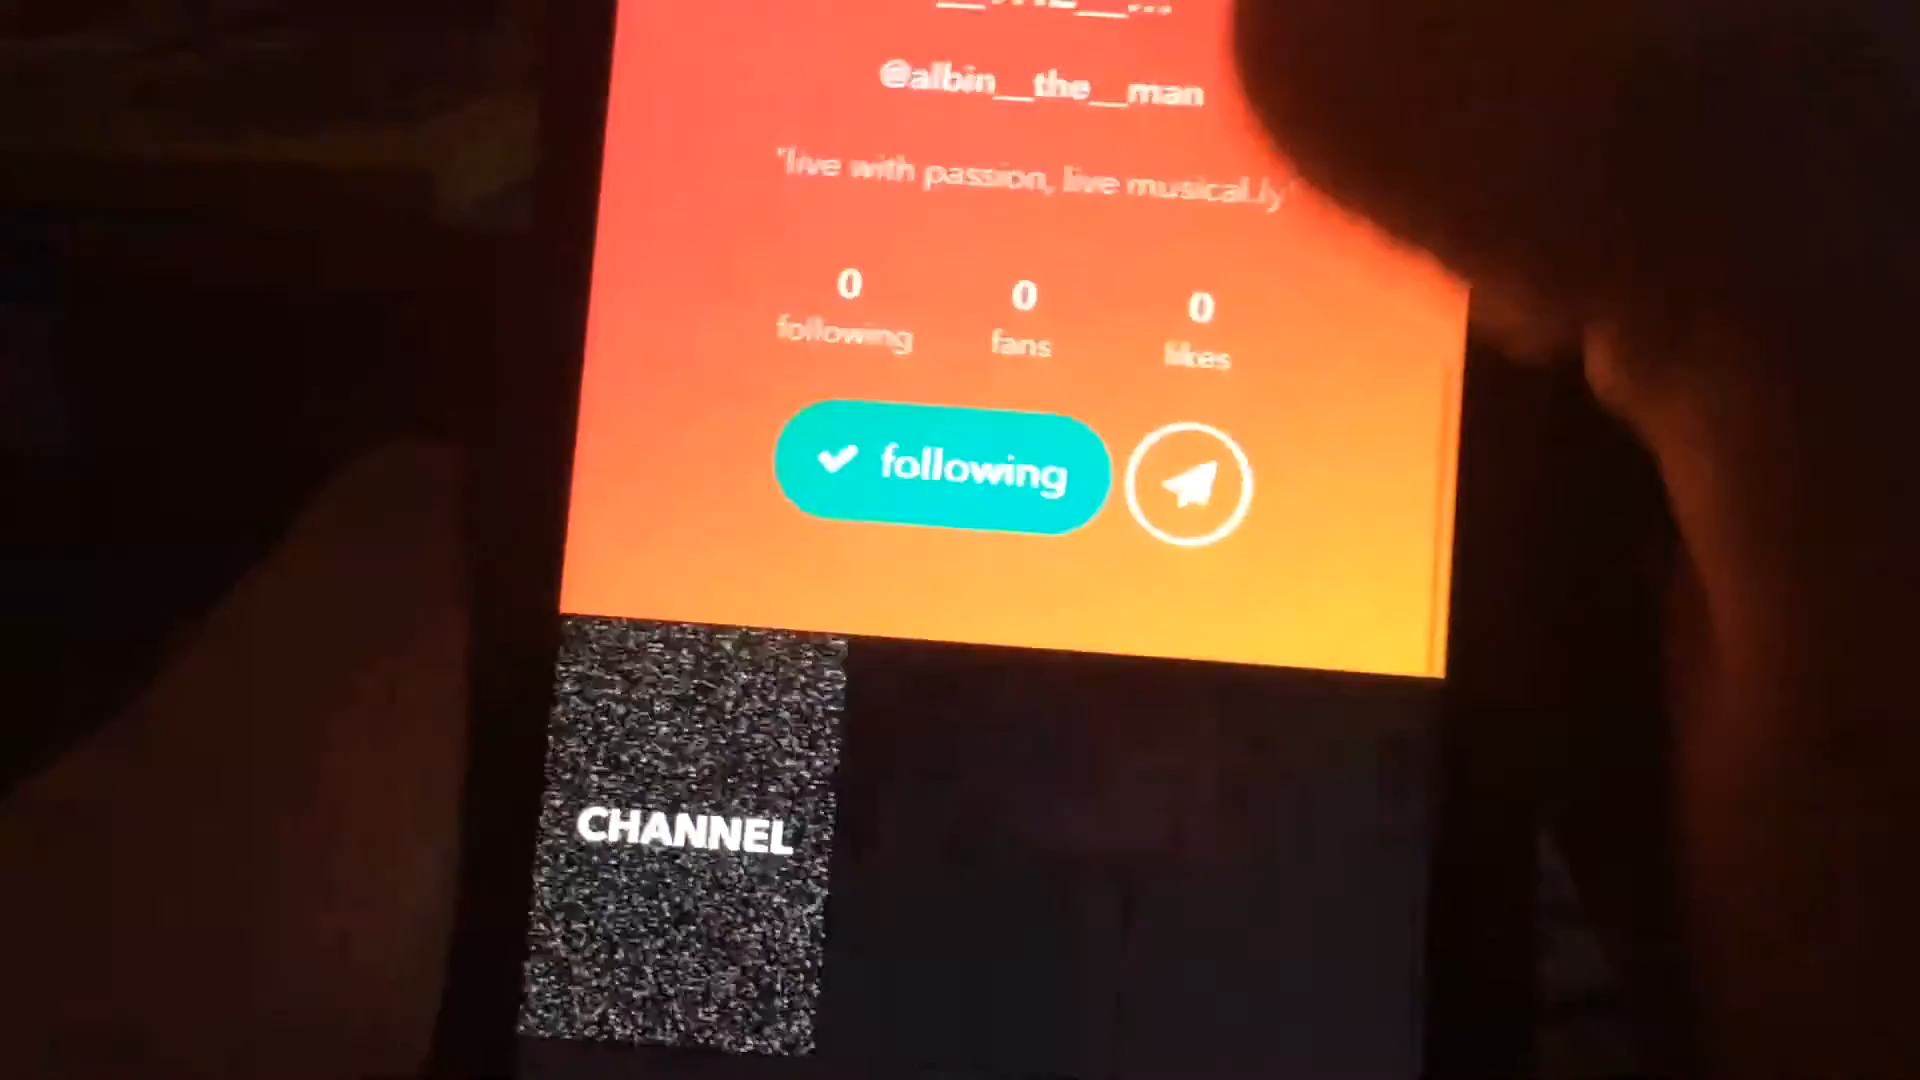 @albin__the__man
"live with passion, live musical.ly"
0 0 0
following fans likes
following
CHANNEL